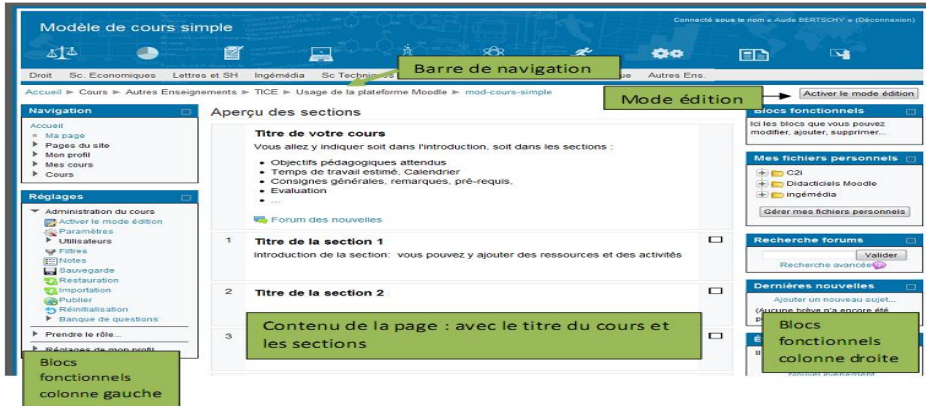 Modèle de cours simple
Connecté sous le nom « Aude BERTSCHY » (Déconnexion)
Droit Sc. Economiques Lettres et SH Ingémédia Sc Techniques
Autres Ens.
Barre de navigation
Accueil ► Cours ► Autres Enseignements ► TICE ► Usage de la plateforme Moodle ► mod-cours-simple
Mode édition
Activer le mode édition
Navigation
Accueil
Ma page
Pages du site
Mon profil
Mes cours
Cours
Réglages
Administration du cours
Activer le mode édition
Paramètres
Utilisateurs
Filtres
Notes
Sauvegarde
Restauration
Importation
Publier
Réinitialisation
Banque de questions
Prendre le rôle...
Réglages de mon profil
Blocs
fonctionnels
colonne gauche
Aperçu des sections
Titre de votre cours
Vous allez y indiquer soit dans l'introduction, soit dans les sections :
• Objectifs pédagogiques attendus
• Temps de travail estimé, Calendrier
• Consignes générales, remarques, pré-requis,
• Evaluation
• ...
Forum des nouvelles
1 Titre de la section 1
Introduction de la section: vous pouvez y ajouter des ressources et des activités
2 Titre de la section 2
3
Contenu de la page : avec le titre du cours et
les sections
Blocs fonctionnels
Ici les blocs que vous pouvez
modifier, ajouter, supprimer...
Mes fichiers personnels
C2i
Didacticiels Moodle
ingémédia
Gérer mes fichiers personnels
Recherche forums
Valider
Recherche avancée
Dernières nouvelles
Ajouter un nouveau sujet...
(Aucune brève n'a encore été
Blocs
fonctionnels
colonne droite
Nouvel événement